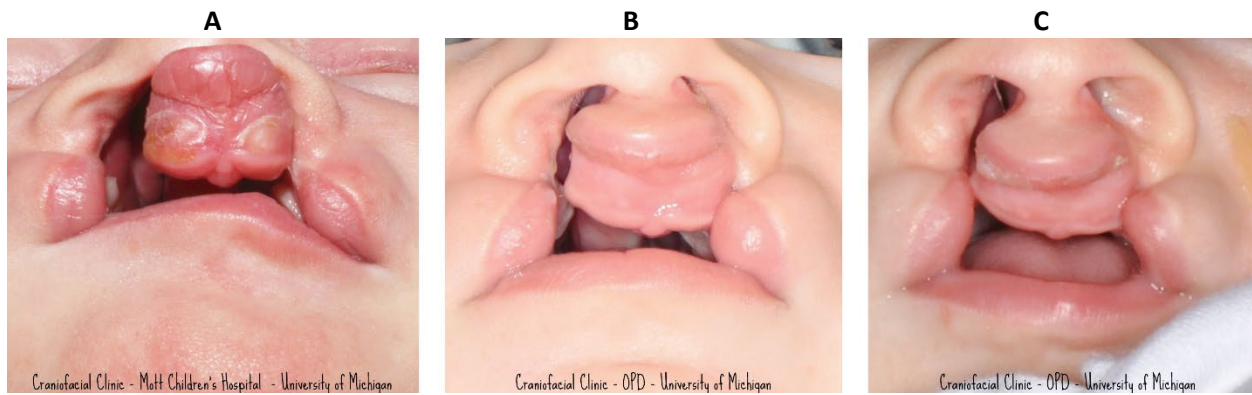 A
B
C
Craniofacial Clinic - Mott Children's Hospital - University of Michigan
Craniofacial Clinic - OPD - University of Michigan
Craniofacial Clinic - OPD - University of Michigan